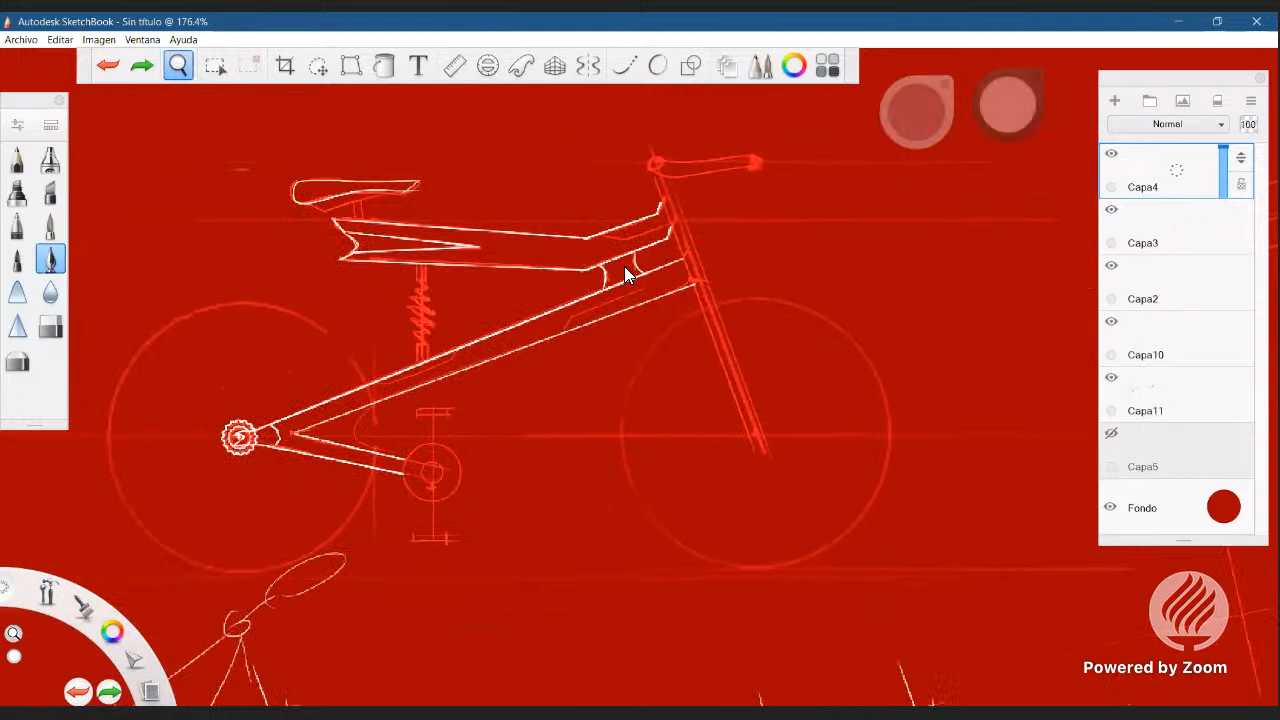 Autodesk SketchBook - Sin título @ 176.4%
Archivo Editar Imagen Ventana Ayuda
T
Normal 100
Capa4
Capa3
Capa2
Capa10
Capa11
Capa5
Fondo
Powered by Zoom